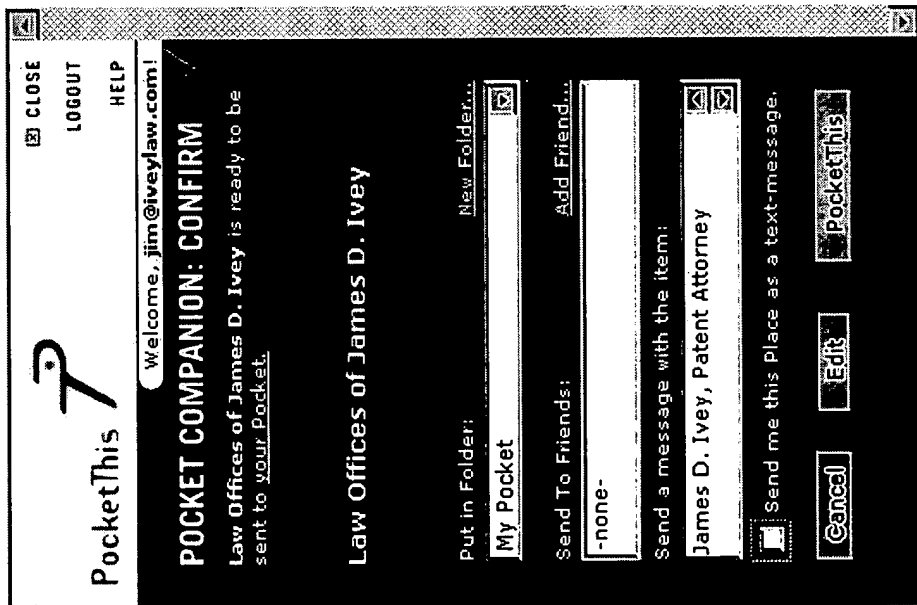 PocketThis
CLOSE
LOGOUT
HELP
Welcome, jim@iveylaw.com!
POCKET COMPANION: CONFIRM
Law Offices of James D. Ivey is ready to be
sent to your Pocket.
Law Offices of James D. Ivey
Put in Folder: New Folder...
My Pocket
Send To Friends: Add Friend...
-none-
Send a message with the item:
James D. Ivey, Patent Attorney
Send me this Place as a text-message.
Cancel Edit PocketThis